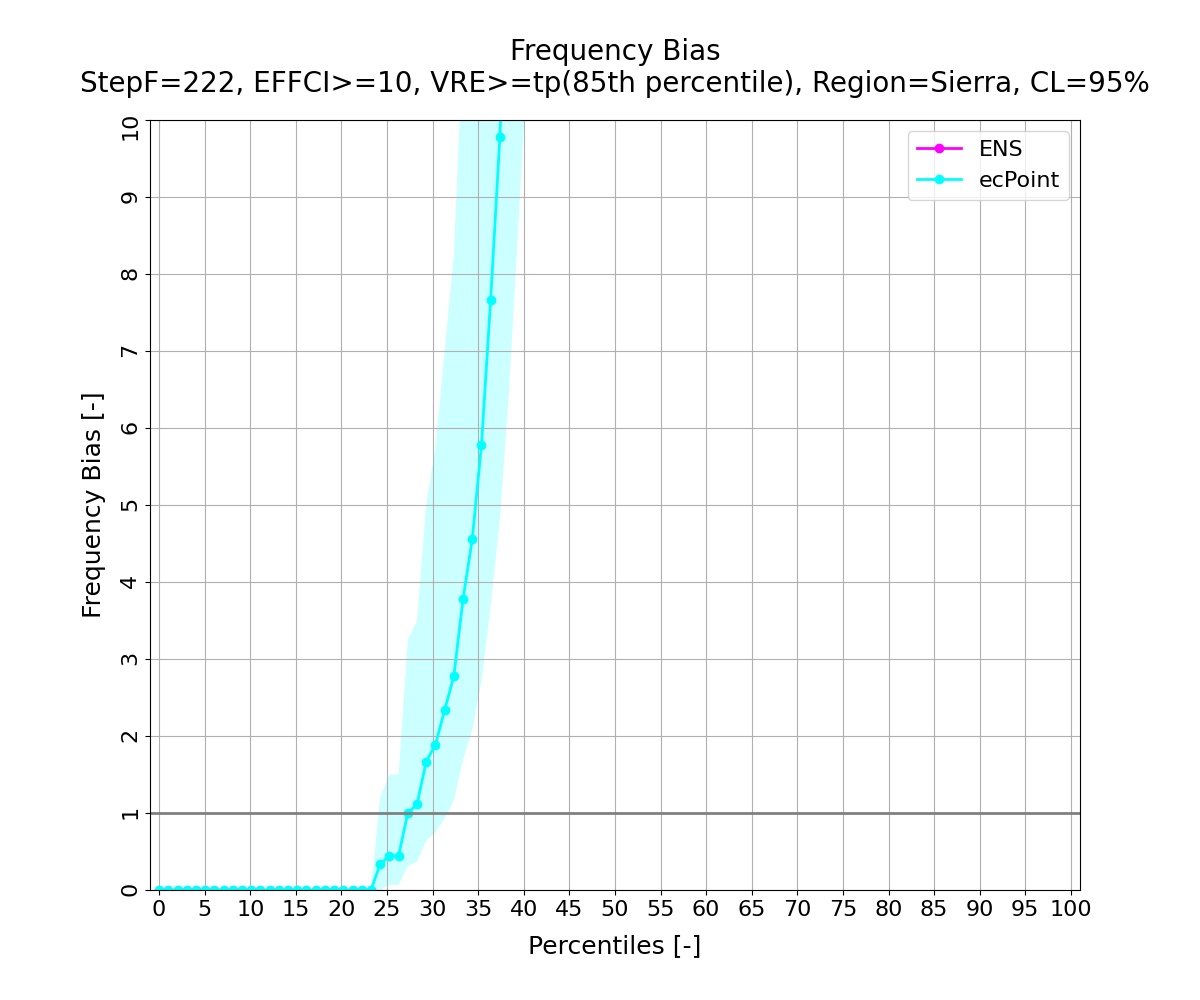 Frequency Bias
StepF=222, EFFCI>=10, VRE>=tp(85th percentile), Region=Sierra, CL=95%
10
9
8
7
6
5
4
3
2
1
0
Frequency Bias [-]
ENS
ecPoint
0 5 10 15 20 25 30 35 40 45 50 55 60 65 70 75 80 85 90 95 100
Percentiles [-]